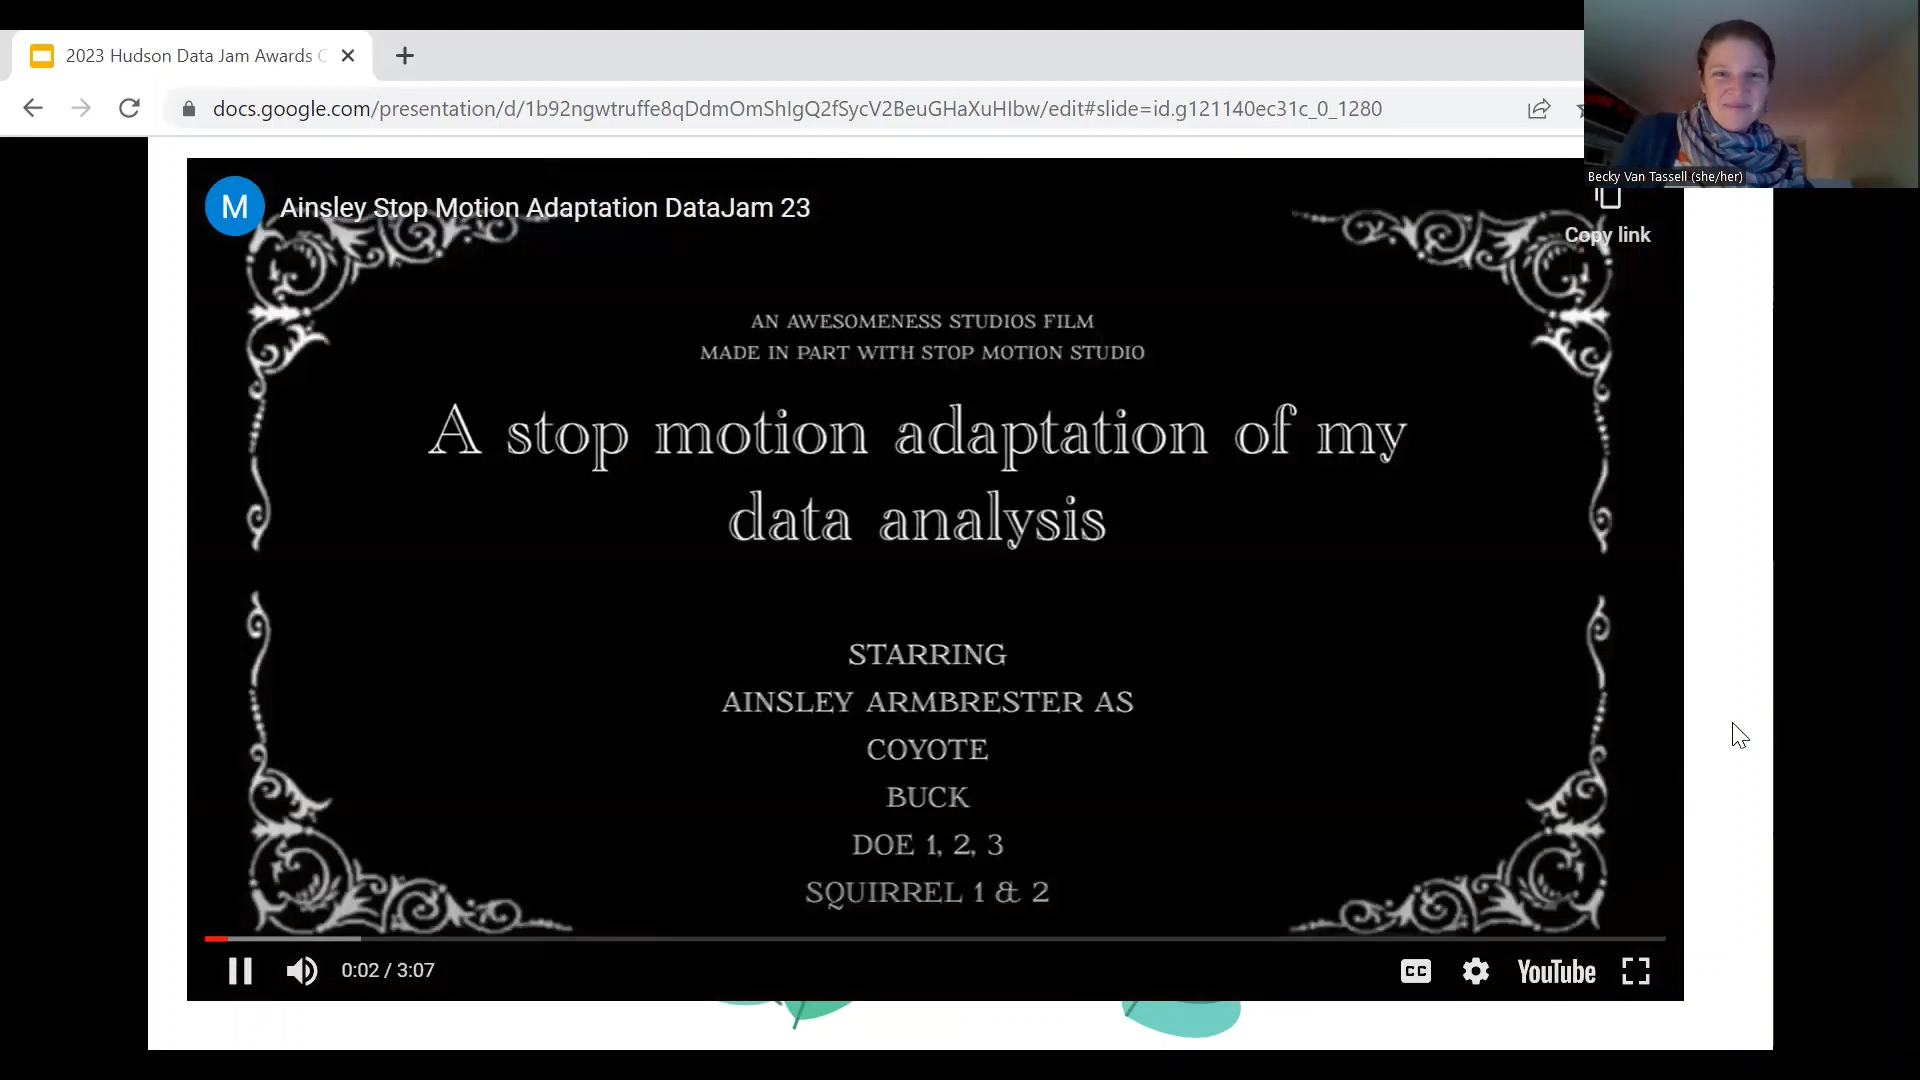 2023 Hudson Data Jam Awards C
docs.google.com/presentation/d/1b92ngwtruffe8qDdmOmShIgQ2fSycV2BeuGHaXuHIbw/edit#slide=id.g121140ec31c_0_1280
Becky Van Tassell (she/her)
M
Ainsley Stop Motion Adaptation DataJam 23
Copy link
AN AWESOMENESS STUDIOS FILM
MADE IN PART WITH STOP MOTION STUDIO
A stop motion adaptation of my
data analysis
STARRING
AINSLEY ARMBRESTER AS
COYOTE
BUCK
DOE 1, 2, 3
SQUIRREL 1 & 2
0:02 / 3:07
CC
YouTube